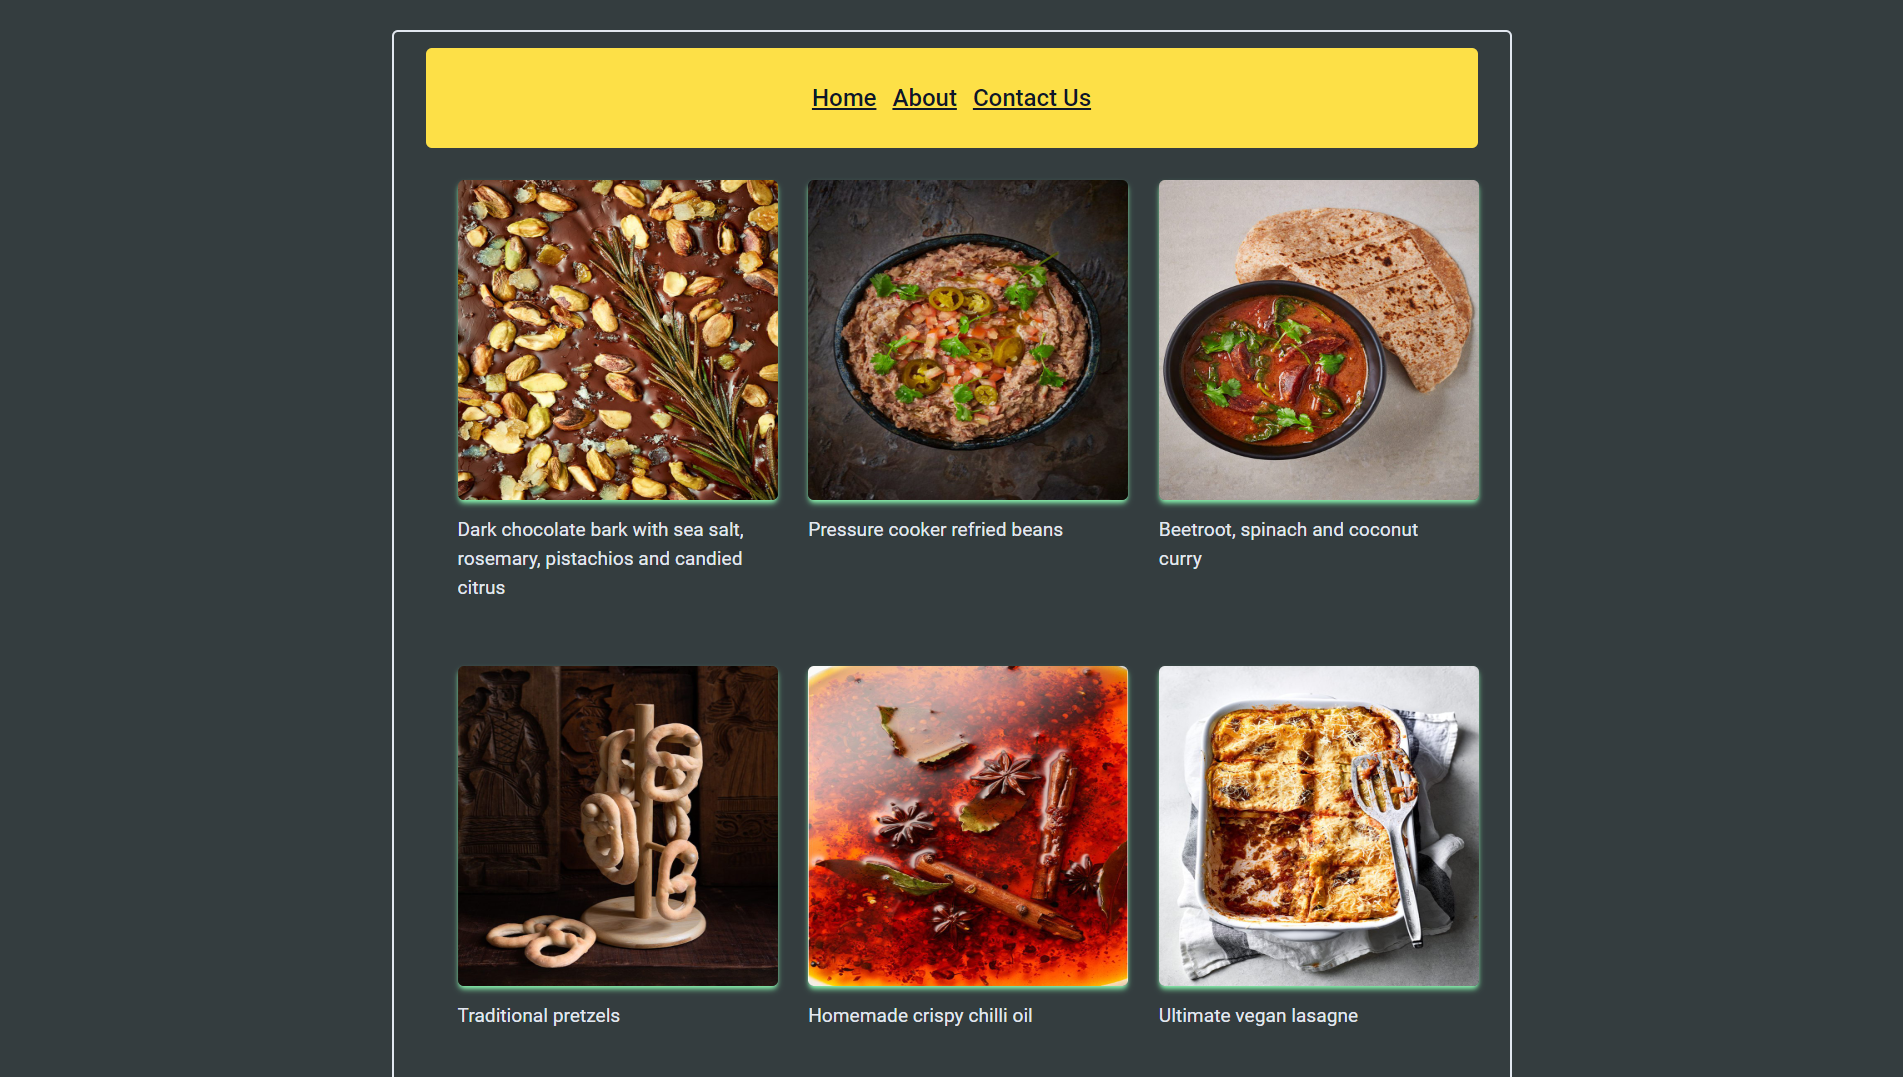 Home About Contact Us
Dark chocolate bark with sea salt,
rosemary, pistachios and candied
citrus
Pressure cooker refried beans
Beetroot, spinach and coconut
curry
Traditional pretzels
Homemade crispy chilli oil
Ultimate vegan lasagne